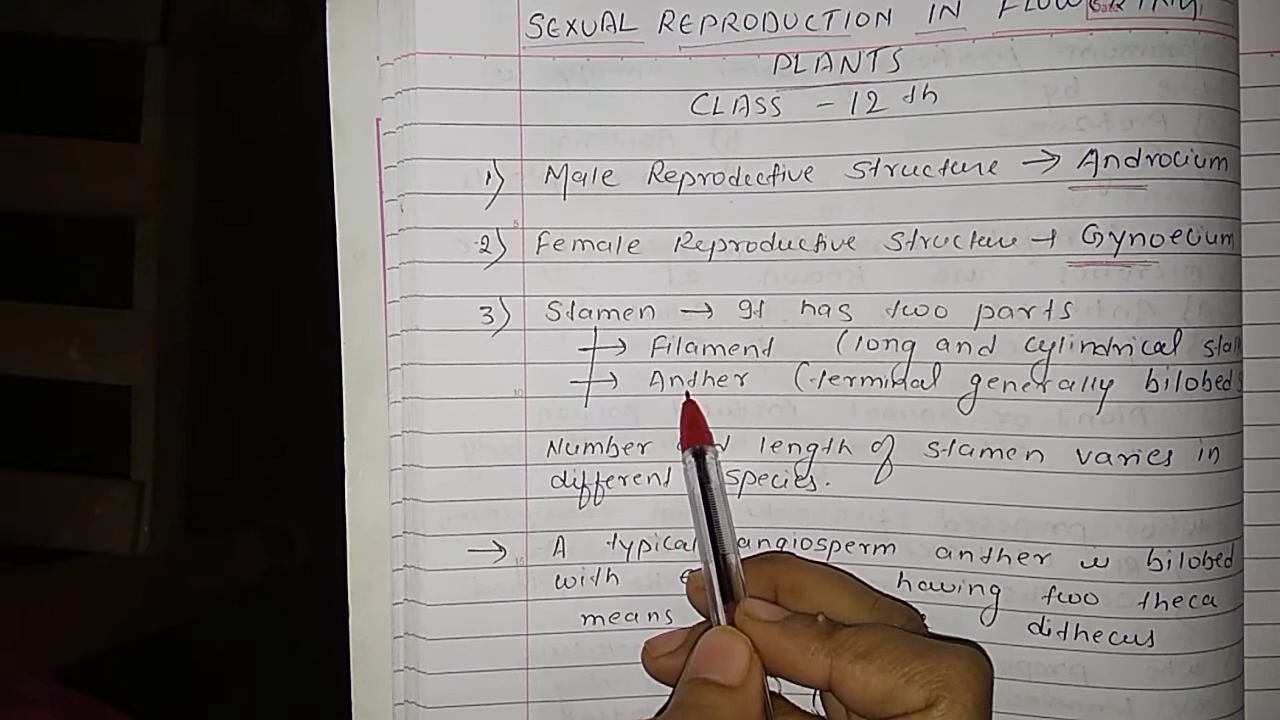 SEXUAL REPRODUCTION IN
PLANTS
CLASS - 12 th
1) Male Reproductive Structure → Androcium
2) Female Reproductive Structure → Gynoecium
3) Stamen → It has two parts
→ Filament (long and cylindrical
→ Anther (terminal generally bilobed
Number length of stamen varies in
different species.
→ A typical angiosperm anther is bilobed
with having two theca
means dithecus